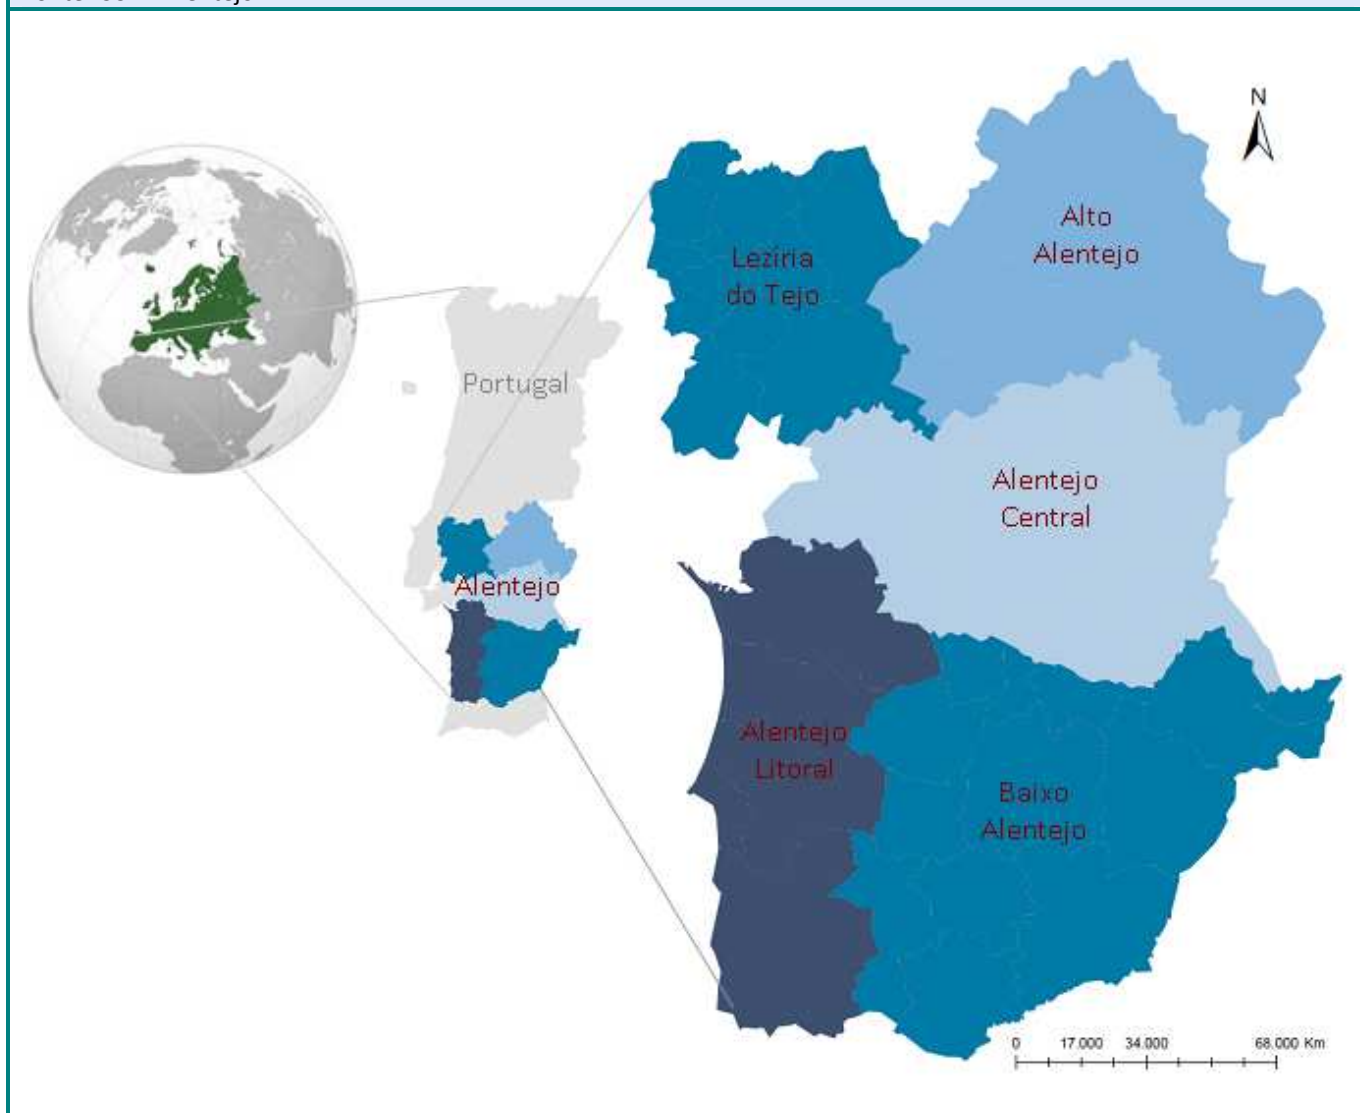 N
Alto
Alentejo
Lezíria
do Tejo
Portugal
Alentejo
Central
Alentejo
Alentejo
Litoral
Baixo
Alentejo
0 17.000 34.000 68.000 Km